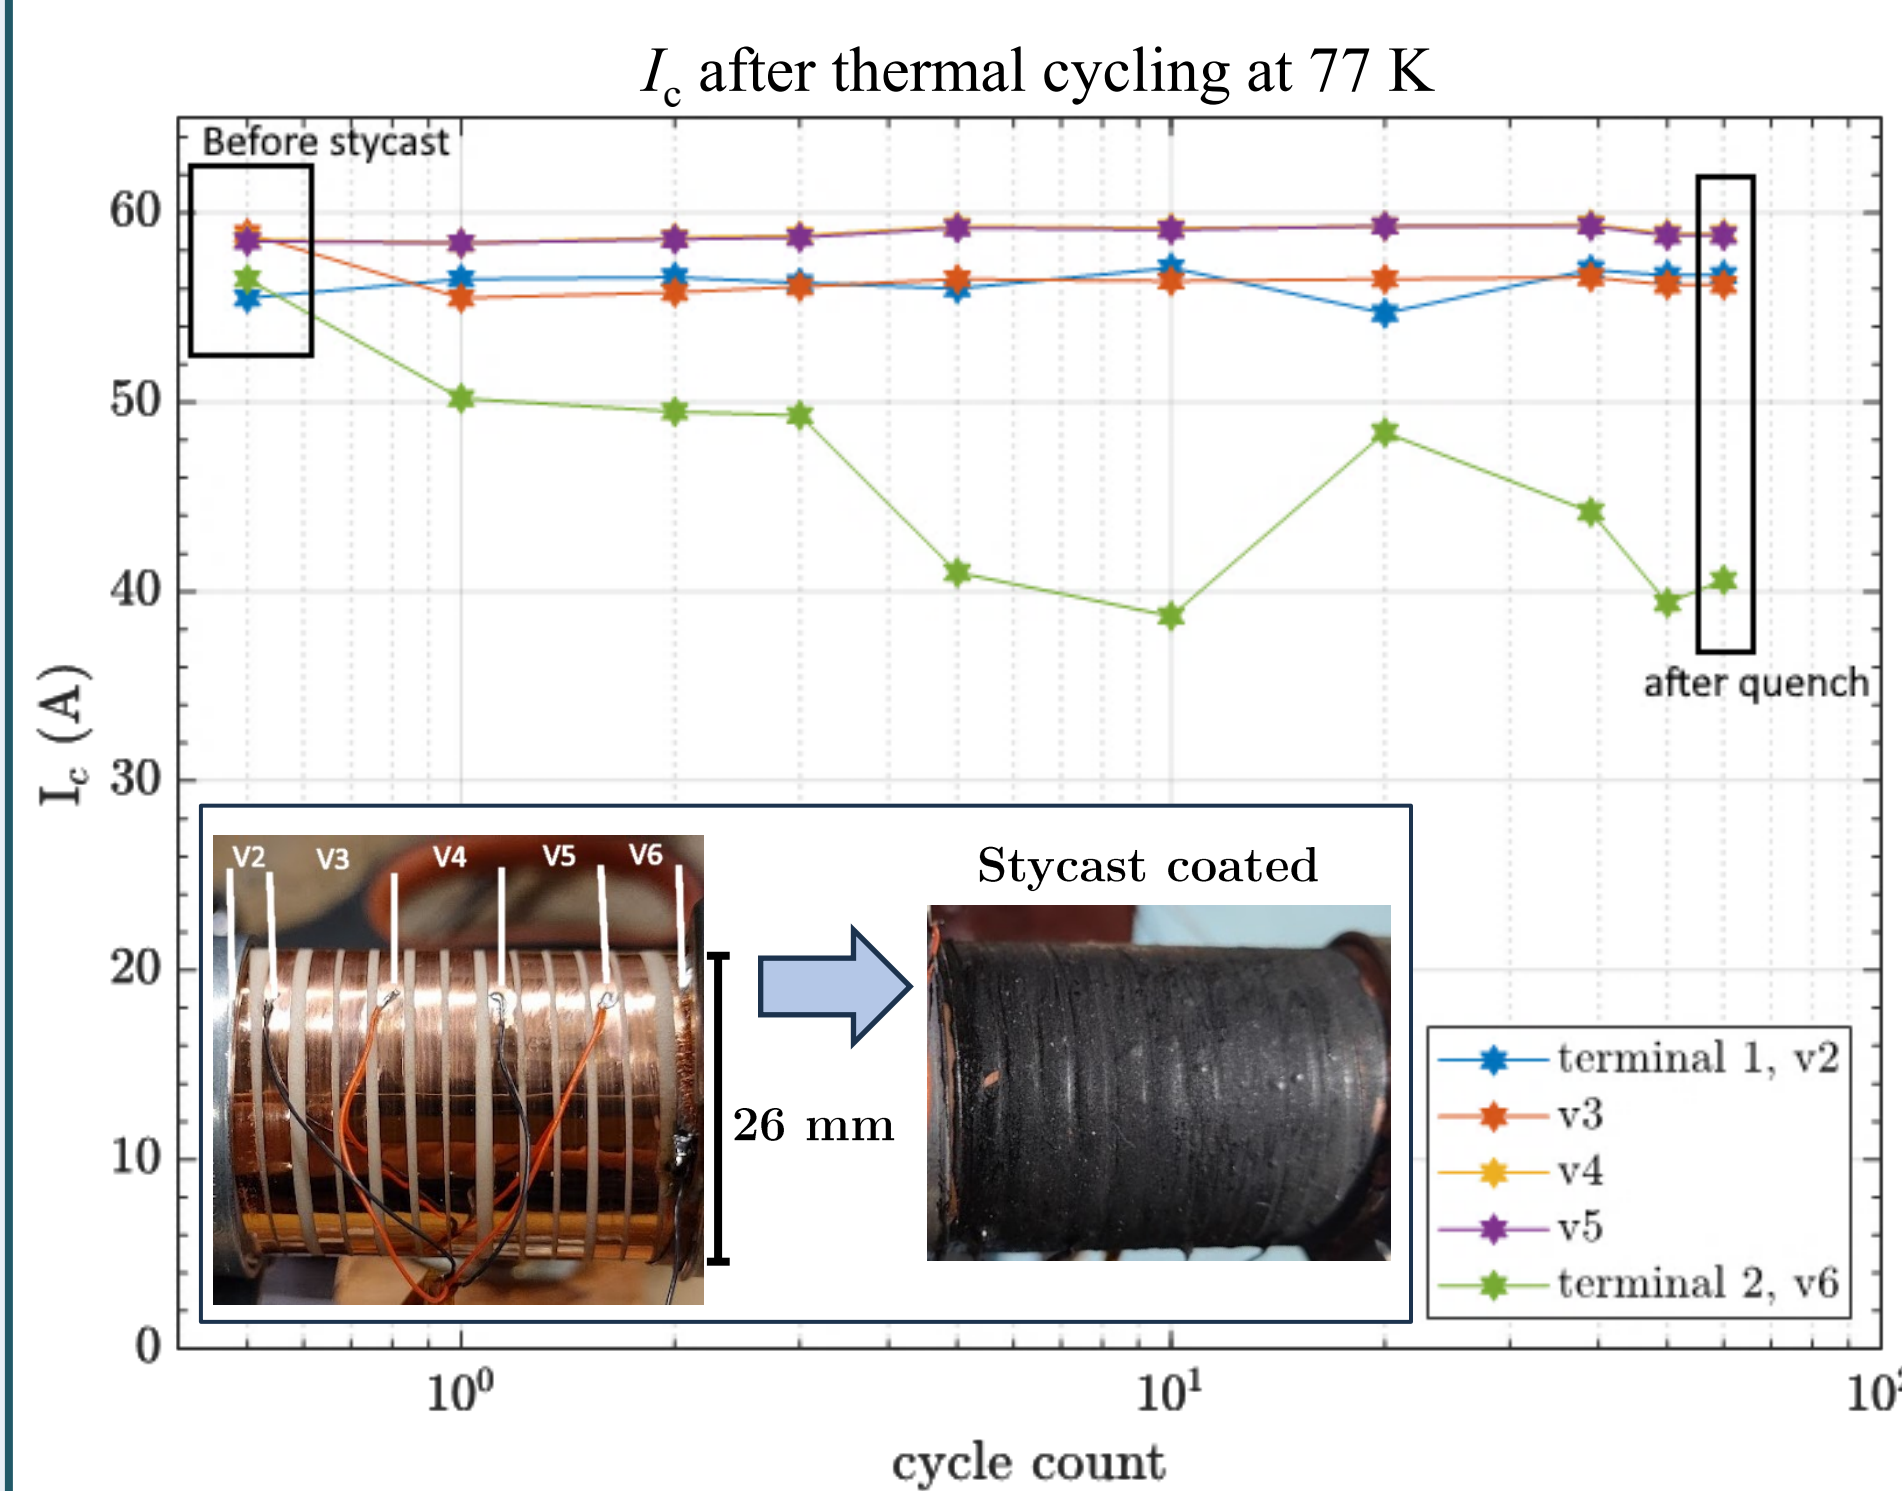 I_c after thermal cycling at 77 K
Before stycast
60
50
40
30
20
10
0
I_c (A)
after quench
V2 V3 V4 V5 V6
Stycast coated
26 mm
terminal 1, v2
v3
v4
v5
terminal 2, v6
10^0 10^1 10^2
cycle count